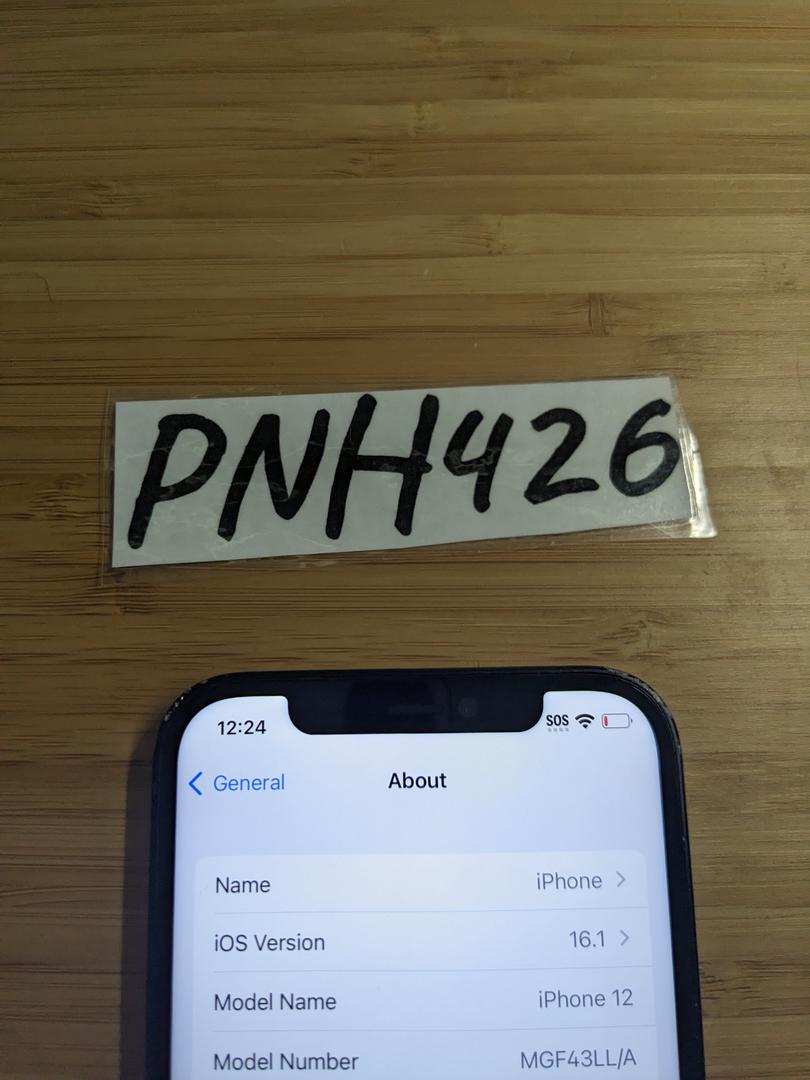 PNH426
12:24 SOS
General About
Name iPhone
iOS Version 16.1
Model Name iPhone 12
Model Number MGF43LL/A